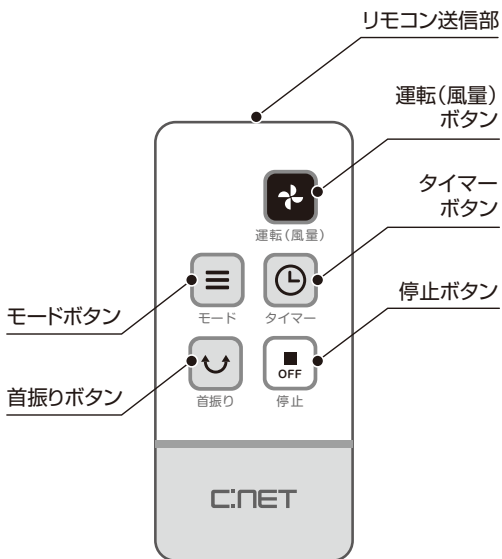 リモコン送信部
運転(風量)
ボタン
タイマー
ボタン
運転(風量)
モードボタン
モード
タイマー
停止ボタン
首振りボタン
首振り
OFF
停止
C:NET